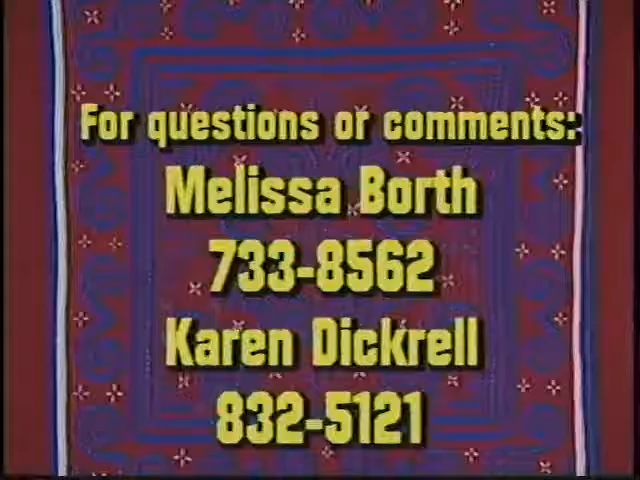 For questions or comments:
Melissa Borth
733-8562
Karen Dickrell
832-5121